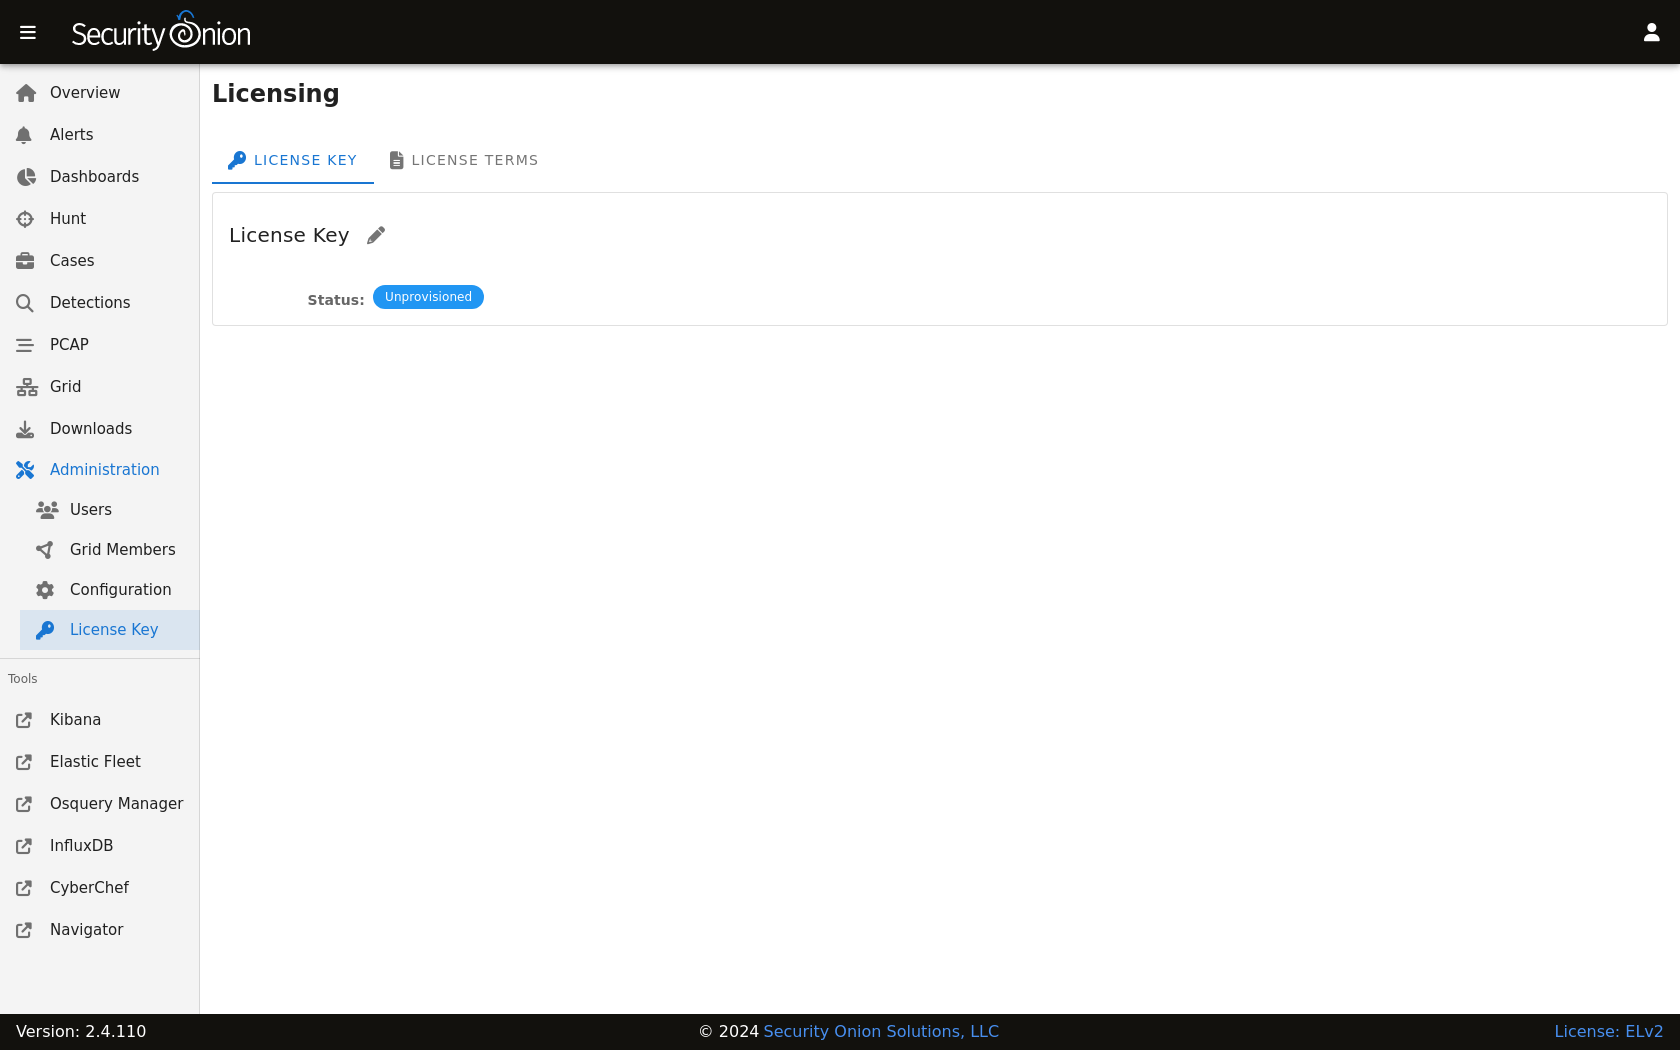 Security Onion
Overview
Alerts
Dashboards
Hunt
Cases
Detections
PCAP
Grid
Downloads
Administration
Users
Grid Members
Configuration
License Key
Tools
Kibana
Elastic Fleet
Osquery Manager
InfluxDB
CyberChef
Navigator
Licensing
LICENSE KEY
LICENSE TERMS
License Key
Status: Unprovisioned
Version: 2.4.110
© 2024 Security Onion Solutions, LLC
License: ELv2